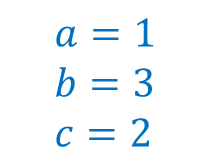 a = 1
b = 3
c = 2